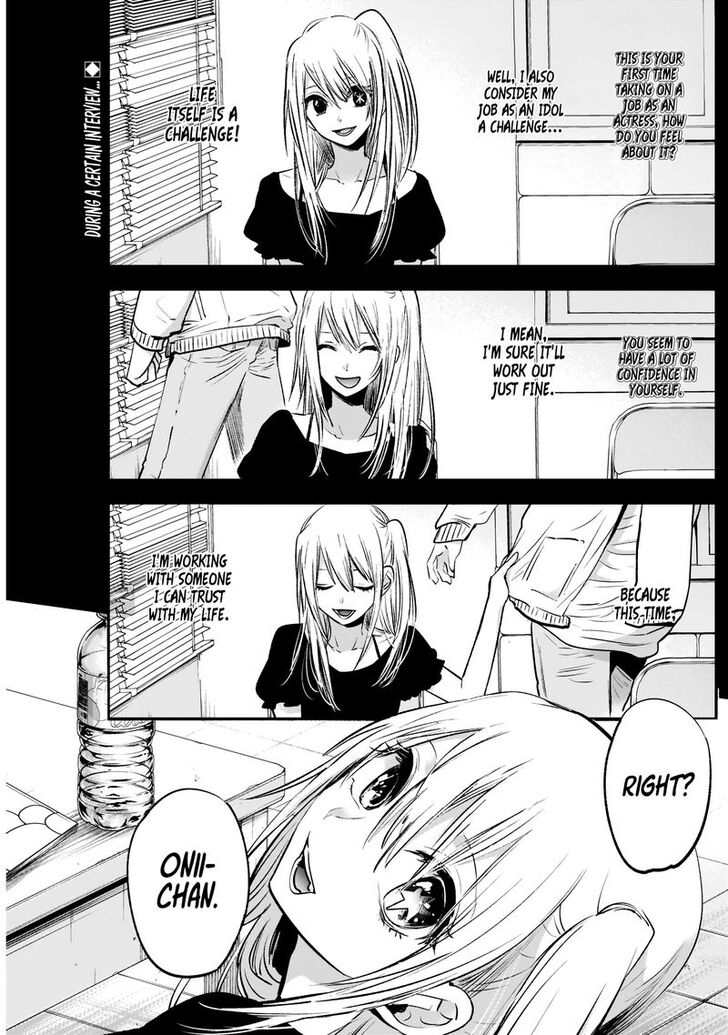 DURING A CERTAIN INTERVIEW...
THIS IS YOUR
FIRST TIME
TAKING ON A
JOB AS AN
ACTRESS, HOW
DO YOU FEEL
ABOUT IT?
WELL, I ALSO
CONSIDER MY
JOB AS AN IDOL
A CHALLENGE...
LIFE
ITSELF IS A
CHALLENGE!
YOU SEEM TO
HAVE A LOT OF
CONFIDENCE IN
YOURSELF.
I MEAN,
I'M SURE IT'LL
WORK OUT
JUST FINE.
BECAUSE
THIS TIME,
I'M WORKING
WITH SOMEONE
I CAN TRUST
WITH MY LIFE.
RIGHT?
ONII-
CHAN.